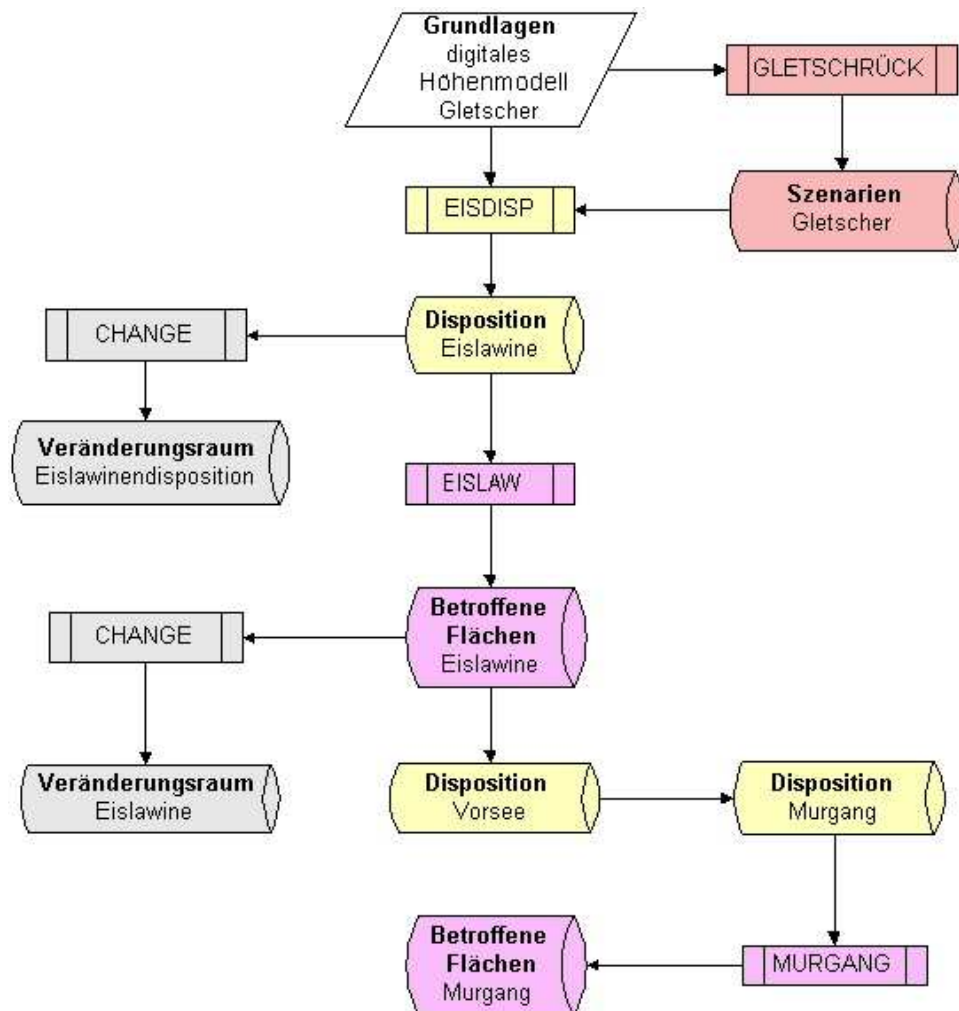 Grundlagen
digitales
Höhenmodell
Gletscher
GLETSCHRÜCK
Szenarien
Gletscher
EISDISP
Disposition
Eislawine
CHANGE
Veränderungsraum
Eislawinendisposition
EISLAW
Betroffene
Flächen
Eislawine
CHANGE
Veränderungsraum
Eislawine
Disposition
Vorsee
Disposition
Murgang
Betroffene
Flächen
Murgang
MURGANG